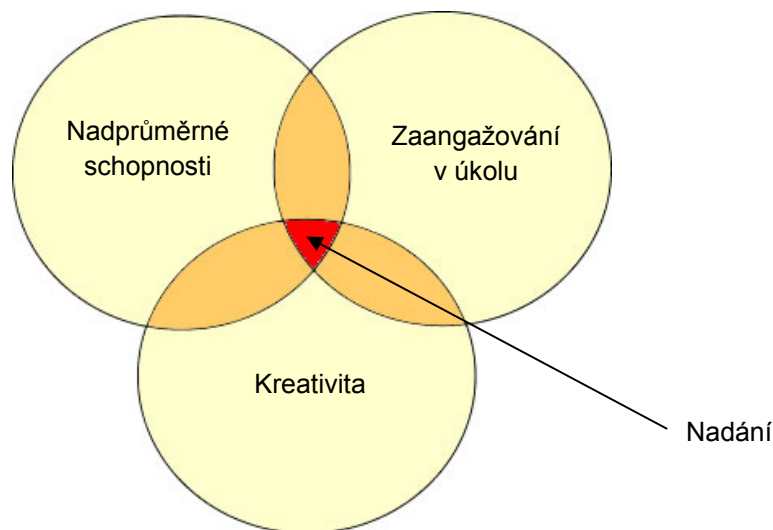 Nadprůměrné
schopnosti
Zaangažování
v úkolu
Kreativita
Nadání